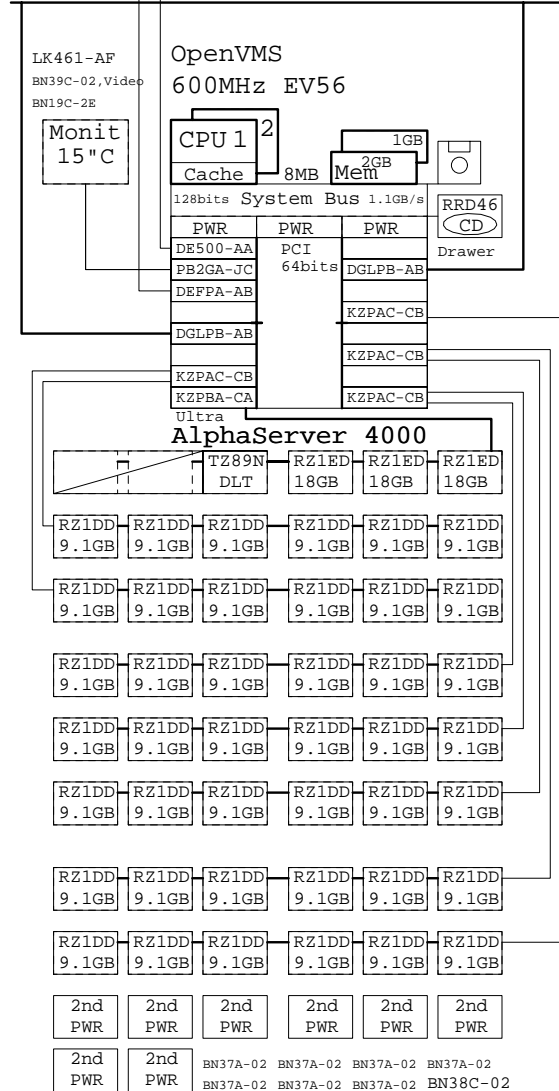 LK461-AF
OpenVMS
BN39C-02,Video
600MHz EV56
BN19C-2E
Monit
15"C
CPU 1
2
Cache
8MB
1GB
2GB
Mem
128bits System Bus 1.1GB/s
RRD46
CD
Drawer
PWR PWR PWR
DE500-AA PCI
PB2GA-JC 64bits DGLPB-AB
DEFPA-AB
KZPAC-CB
DGLPB-AB
KZPAC-CB
KZPAC-CB
KZPBA-CA KZPAC-CB
Ultra
AlphaServer 4000
TZ89N RZ1ED RZ1ED RZ1ED
DLT 18GB 18GB 18GB
RZ1DD RZ1DD RZ1DD RZ1DD RZ1DD RZ1DD
9.1GB 9.1GB 9.1GB 9.1GB 9.1GB 9.1GB
RZ1DD RZ1DD RZ1DD RZ1DD RZ1DD RZ1DD
9.1GB 9.1GB 9.1GB 9.1GB 9.1GB 9.1GB
RZ1DD RZ1DD RZ1DD RZ1DD RZ1DD RZ1DD
9.1GB 9.1GB 9.1GB 9.1GB 9.1GB 9.1GB
RZ1DD RZ1DD RZ1DD RZ1DD RZ1DD RZ1DD
9.1GB 9.1GB 9.1GB 9.1GB 9.1GB 9.1GB
RZ1DD RZ1DD RZ1DD RZ1DD RZ1DD RZ1DD
9.1GB 9.1GB 9.1GB 9.1GB 9.1GB 9.1GB
RZ1DD RZ1DD RZ1DD RZ1DD RZ1DD RZ1DD
9.1GB 9.1GB 9.1GB 9.1GB 9.1GB 9.1GB
RZ1DD RZ1DD RZ1DD RZ1DD RZ1DD RZ1DD
9.1GB 9.1GB 9.1GB 9.1GB 9.1GB 9.1GB
2nd 2nd 2nd 2nd 2nd 2nd
PWR PWR PWR PWR PWR PWR
2nd 2nd BN37A-02 BN37A-02 BN37A-02 BN37A-02
PWR PWR BN37A-02 BN37A-02 BN37A-02 BN38C-02